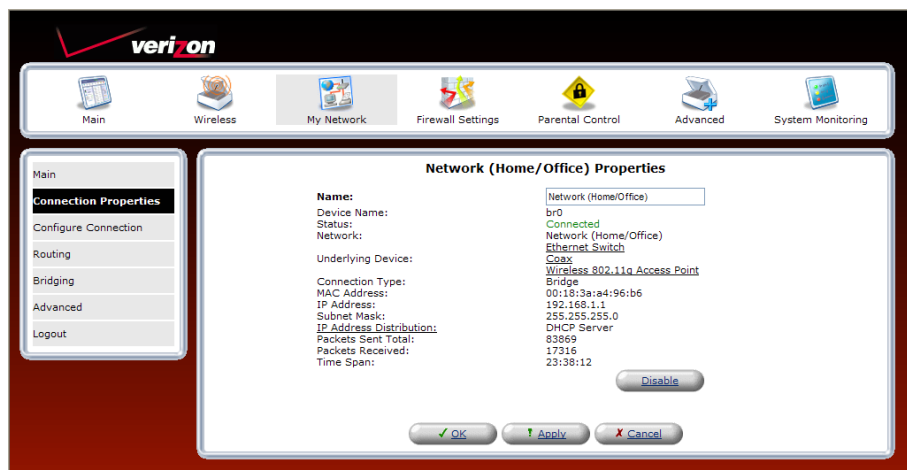 verizon
Main
Wireless
My Network
Firewall Settings
Parental Control
Advanced
System Monitoring
Main
Connection Properties
Configure Connection
Routing
Bridging
Advanced
Logout
Network (Home/Office) Properties
Name: Network (Home/Office)
Device Name: br0
Status: Connected
Network: Network (Home/Office)
Ethernet Switch
Underlying Device: Coax
Wireless 802.11g Access Point
Connection Type: Bridge
MAC Address: 00:18:3a:a4:96:b6
IP Address: 192.168.1.1
Subnet Mask: 255.255.255.0
IP Address Distribution: DHCP Server
Packets Sent Total: 83869
Packets Received: 17316
Time Span: 23:38:12
Disable
OK
Apply
Cancel